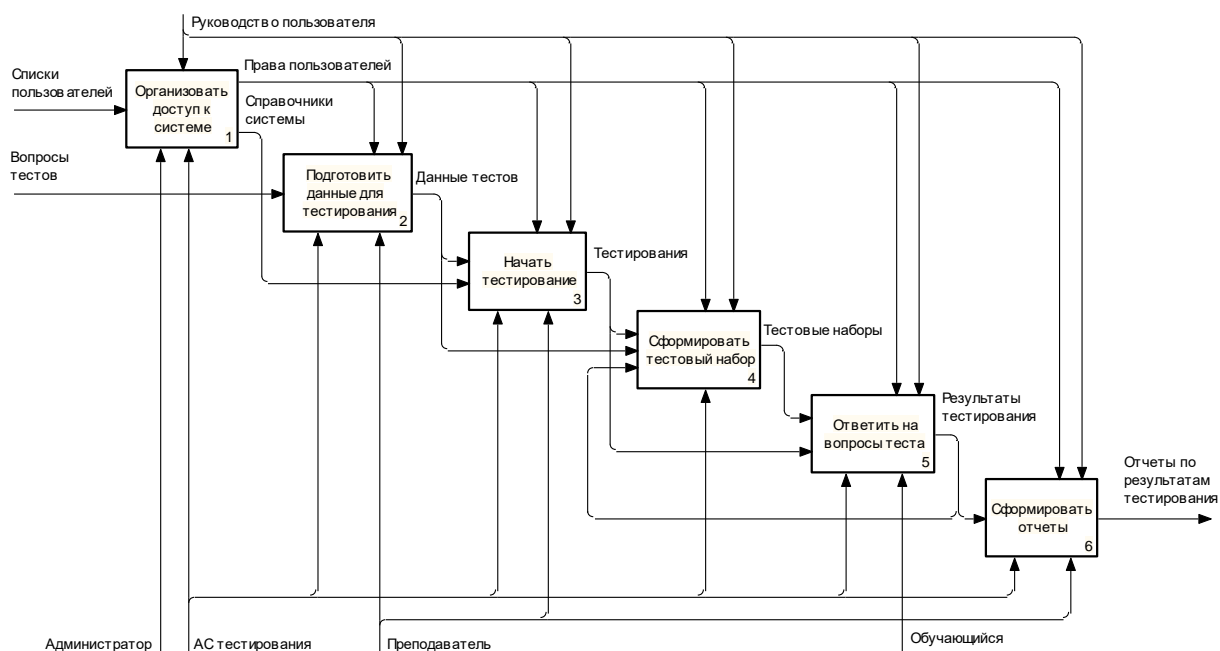 Руководство пользователя
Списки
пользователей
Права пользователей
Организовать
доступ к
системе
1
Справочники
системы
Вопросы
тестов
Подготовить
данные для
тестирования
2
Данные тестов
Начать
тестирование
3
Тестирования
Сформировать
тестовый набор
4
Тестовые наборы
Ответить на
вопросы теста
5
Результаты
тестирования
Сформировать
отчеты
6
Отчеты по
результатам
тестирования
Администратор
АС тестирования
Преподаватель
Обучающийся